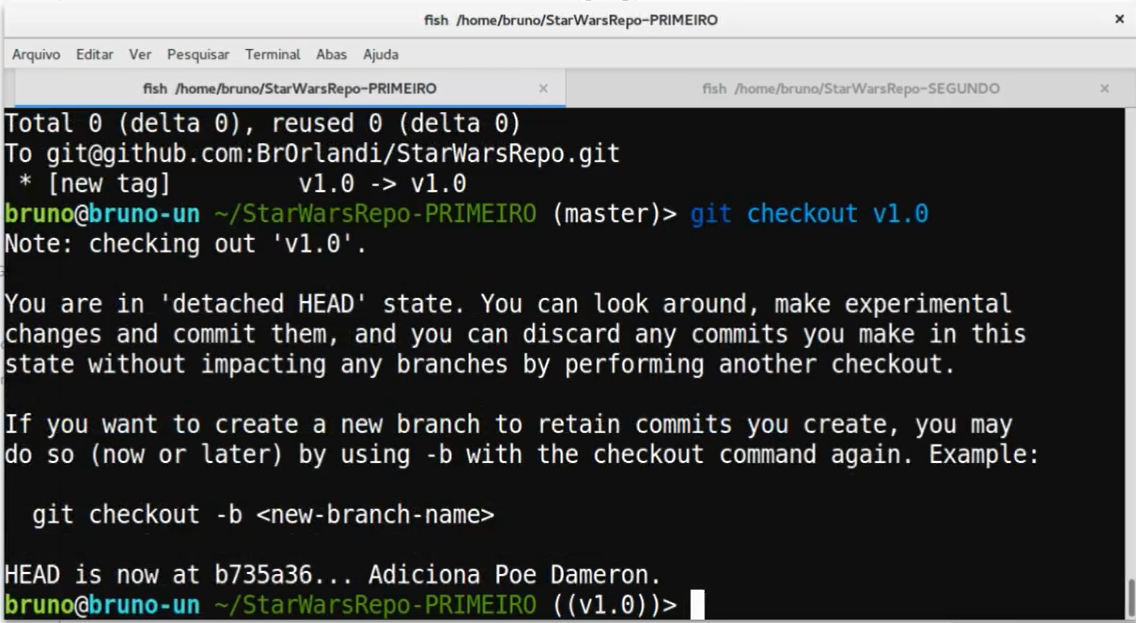 fish /home/bruno/StarWarsRepo-PRIMEIRO ×
Arquivo Editar Ver Pesquisar Terminal Abas Ajuda
fish /home/bruno/StarWarsRepo-PRIMEIRO × fish /home/bruno/StarWarsRepo-SEGUNDO ×
Total 0 (delta 0), reused 0 (delta 0)
To git@github.com:BrOrlandi/StarWarsRepo.git
 * [new tag]         v1.0 -> v1.0
bruno@bruno-un ~/StarWarsRepo-PRIMEIRO (master)> git checkout v1.0
Note: checking out 'v1.0'.
You are in 'detached HEAD' state. You can look around, make experimental
changes and commit them, and you can discard any commits you make in this
state without impacting any branches by performing another checkout.
If you want to create a new branch to retain commits you create, you may
do so (now or later) by using -b with the checkout command again. Example:
  git checkout -b <new-branch-name>
HEAD is now at b735a36... Adiciona Poe Dameron.
bruno@bruno-un ~/StarWarsRepo-PRIMEIRO ((v1.0))>